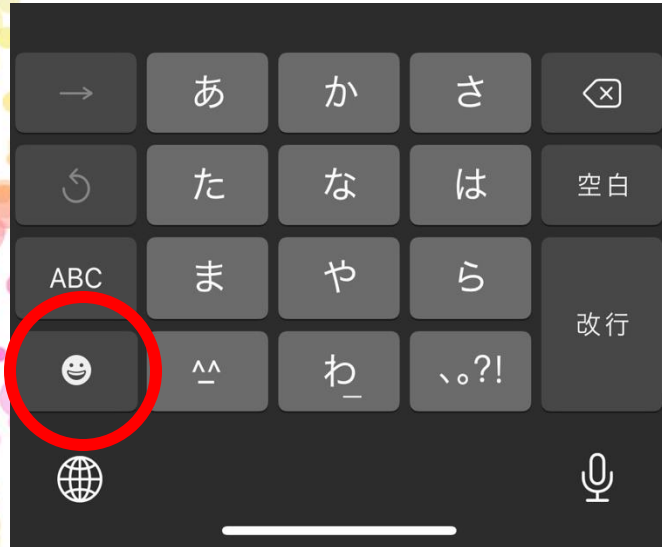 → あ か さ
た な は 空白
ABC ま や ら
改行
^_^ わ_ 、。?!